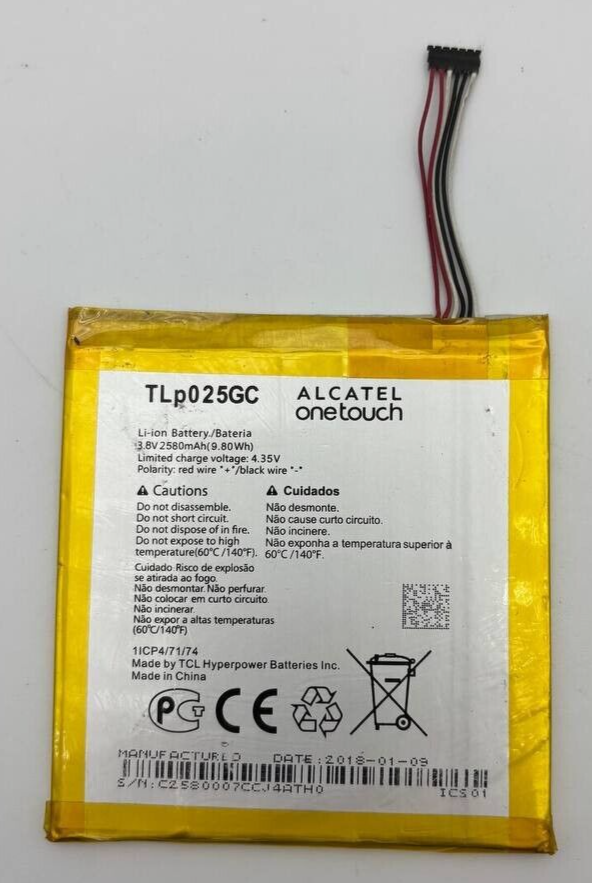 TLp025GC
ALCATEL
onetouch
Li-ion Battery./Bateria
3.8V 2580mAh(9.80Wh)
Limited charge voltage: 4.35V
Polarity: red wire "+"/black wire "-"
Cautions
Do not disassemble.
Do not short circuit.
Do not dispose of in fire.
Do not expose to high
temperature(60℃/140℉).
Cuidados
Não desmonte.
Não cause curto circuito.
Não incinere.
Não exponha a temperatura superior à
60℃/140℉.
Cuidado Risco de explosão
se atirada ao fogo.
Não desmontar. Não perfurar.
Não colocar em curto circuito.
Não incinerar.
Não expor a altas temperaturas
(60℃/140℉)
1ICP4/71/74
Made by TCL Hyperpower Batteries Inc.
Made in China
CE
MANUFACTURED DATE:2018-01-09
S/N:C2580007CCJ4ATH0
ICS01